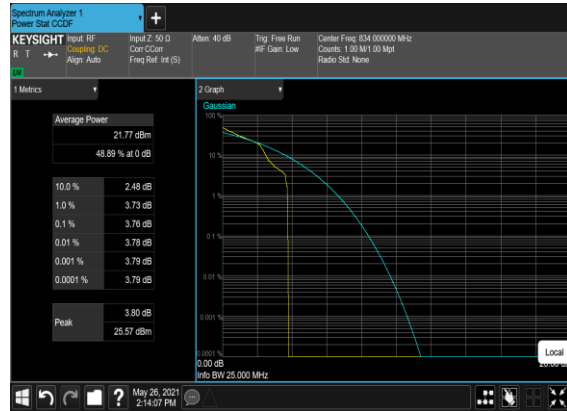 Spectrum Analyzer 1
Power Stat CCDF
KEYSIGHT
R T
LXI
Input: RF
Coupling: DC
Align: Auto
Input Z: 50 Ω
Corr CCorr
Freq Ref: Int (S)
Atten: 40 dB
Trig: Free Run
#IF Gain: Low
Center Freq: 834.000000 MHz
Counts: 1.00 M/1.00 Mpt
Radio Std: None
1 Metrics
Average Power
21.77 dBm
48.89 % at 0 dB
10.0 % 2.48 dB
1.0 % 3.73 dB
0.1 % 3.76 dB
0.01 % 3.78 dB
0.001 % 3.79 dB
0.0001 % 3.79 dB
Peak
3.80 dB
25.57 dBm
2 Graph
Gaussian
100 %
10 %
1 %
0.1 %
0.01 %
0.001 %
0.0001 %
0.00 dB
Info BW 25.000 MHz
Local
?
May 26, 2021
2:14:07 PM